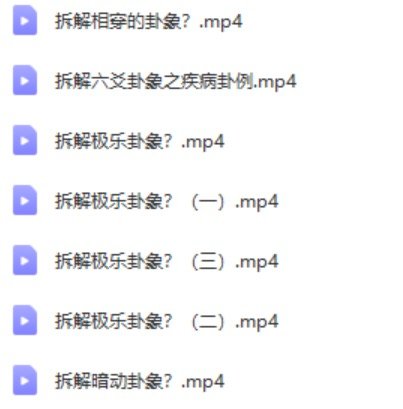 拆解相穿的卦象？.mp4
拆解六爻卦象之疾病卦例.mp4
拆解极乐卦象？.mp4
拆解极乐卦象？（一）.mp4
拆解极乐卦象？（三）.mp4
拆解极乐卦象？（二）.mp4
拆解暗动卦象？.mp4